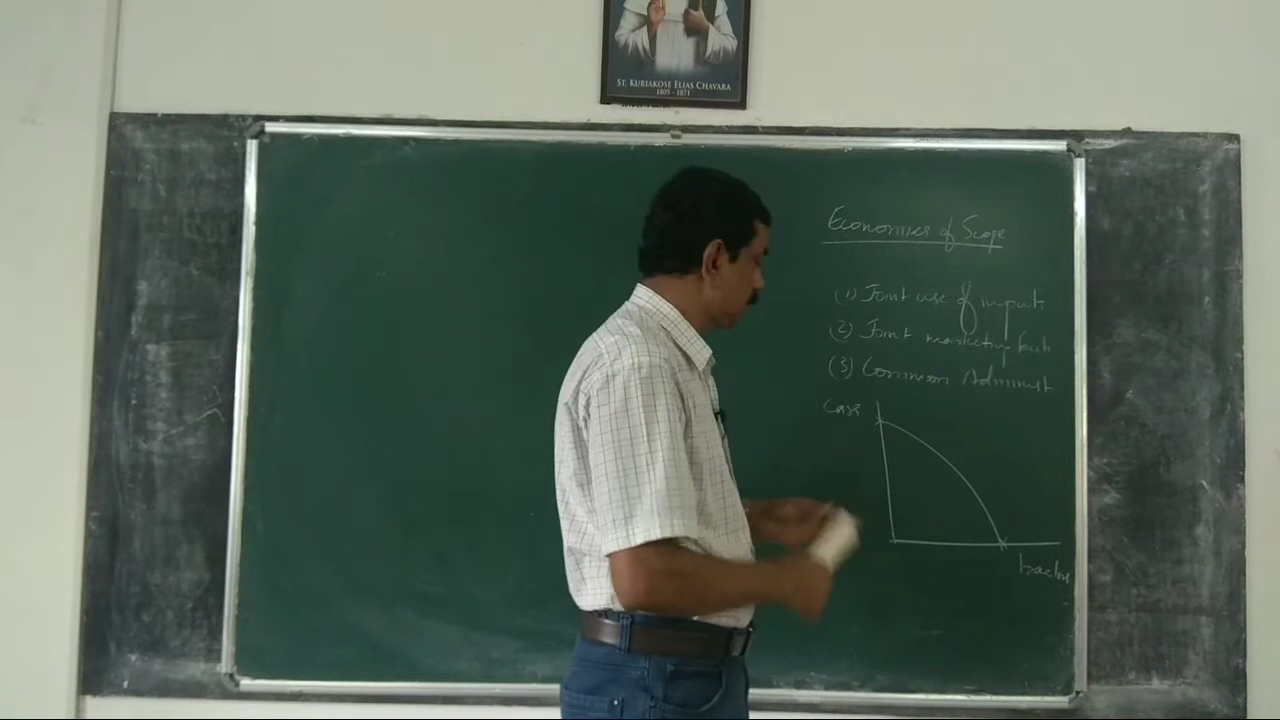 ST. KURIAKOSE ELIAS CHAVARA
1805 - 1871
Economies of Scope
(1) Joint use of inputs
(2) Joint marketing
(3) Common Administ
Cars